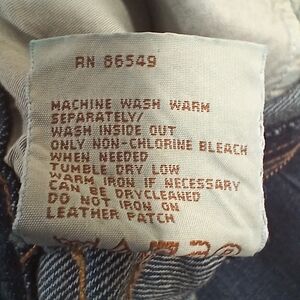 RN 86549
MACHINE WASH WARM
SEPARATELY/
WASH INSIDE OUT
ONLY NON-CHLORINE BLEACH
WHEN NEEDED
TUMBLE DRY LOW
WARM IRON IF NECESSARY
CAN BE DRYCLEANED
DO NOT IRON ON
LEATHER PATCH